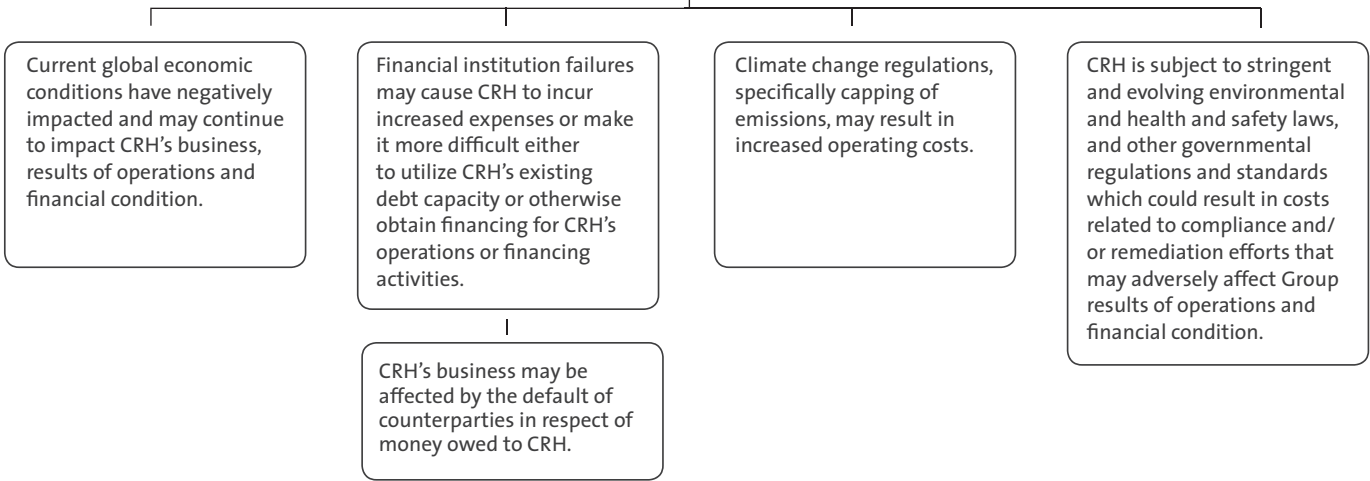 Current global economic
conditions have negatively
impacted and may continue
to impact CRH’s business,
results of operations and
financial condition.
Financial institution failures
may cause CRH to incur
increased expenses or make
it more difficult either
to utilize CRH’s existing
debt capacity or otherwise
obtain financing for CRH’s
operations or financing
activities.
CRH’s business may be
affected by the default of
counterparties in respect of
money owed to CRH.
Climate change regulations,
specifically capping of
emissions, may result in
increased operating costs.
CRH is subject to stringent
and evolving environmental
and health and safety laws,
and other governmental
regulations and standards
which could result in costs
related to compliance and/
or remediation efforts that
may adversely affect Group
results of operations and
financial condition.